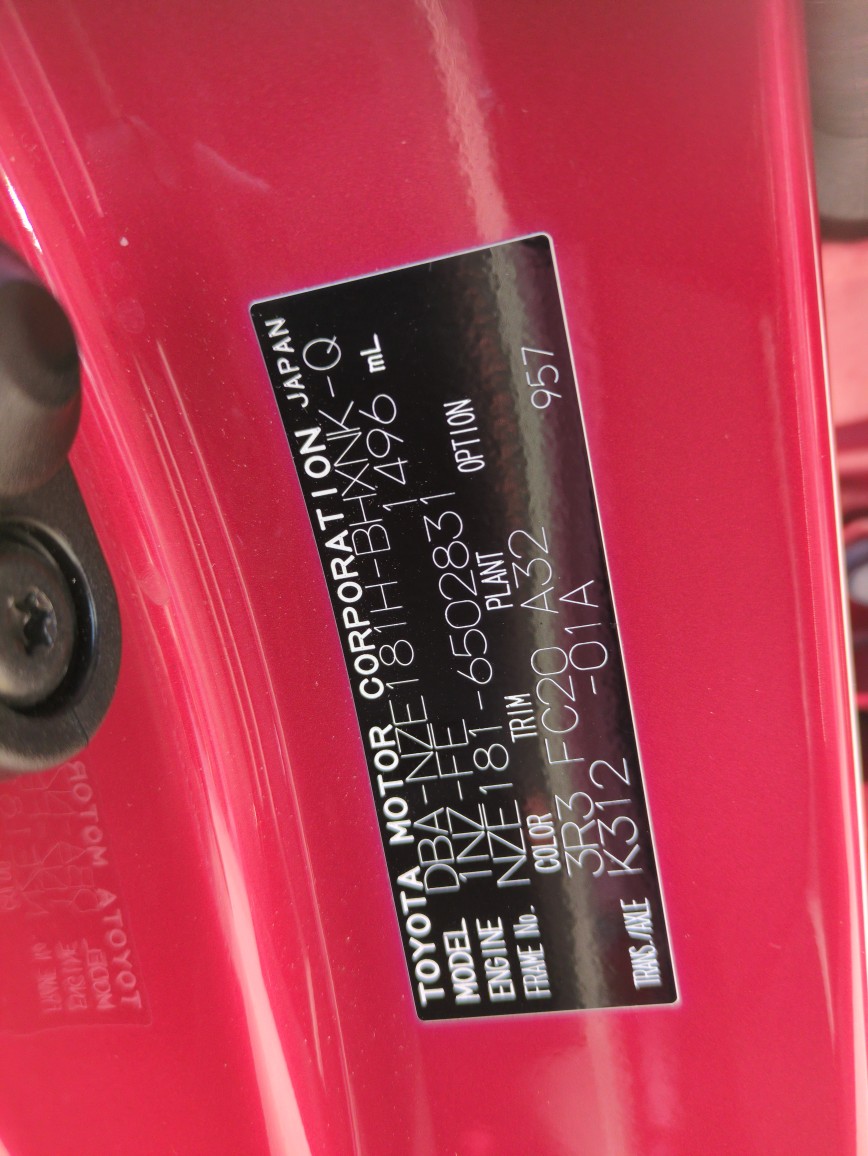 TOYOTA MOTOR CORPORATION JAPAN
MODEL DBA-NZE181H-BHXNK-Q
ENGINE 1NZ-FE 1496 mL
FRAME No. NZE181-6502831
COLOR TRIM PLANT OPTION
3R3 FC20 A32 957
TRANS./AXLE K312 -01A